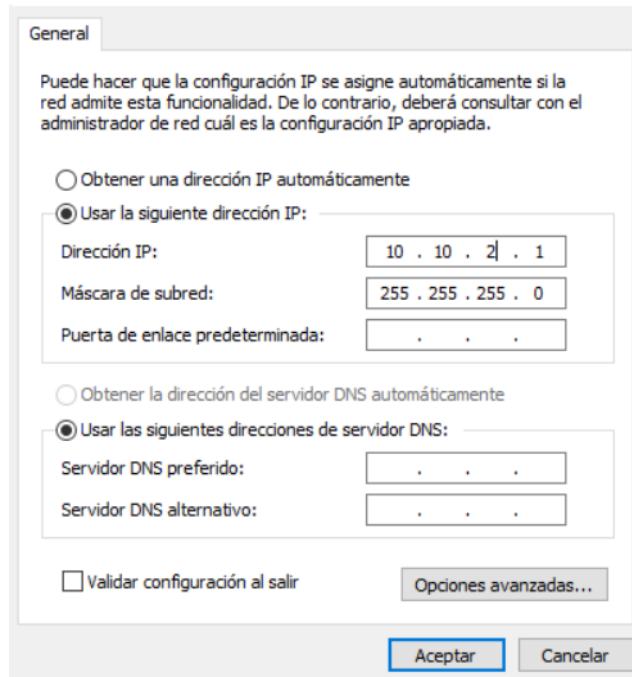 General
Puede hacer que la configuración IP se asigne automáticamente si la
red admite esta funcionalidad. De lo contrario, deberá consultar con el
administrador de red cuál es la configuración IP apropiada.
Obtener una dirección IP automáticamente
Usar la siguiente dirección IP:
Dirección IP: 10 . 10 . 2 . 1
Máscara de subred: 255 . 255 . 255 . 0
Puerta de enlace predeterminada: . . .
Obtener la dirección del servidor DNS automáticamente
Usar las siguientes direcciones de servidor DNS:
Servidor DNS preferido: . . .
Servidor DNS alternativo: . . .
Validar configuración al salir Opciones avanzadas...
Aceptar Cancelar